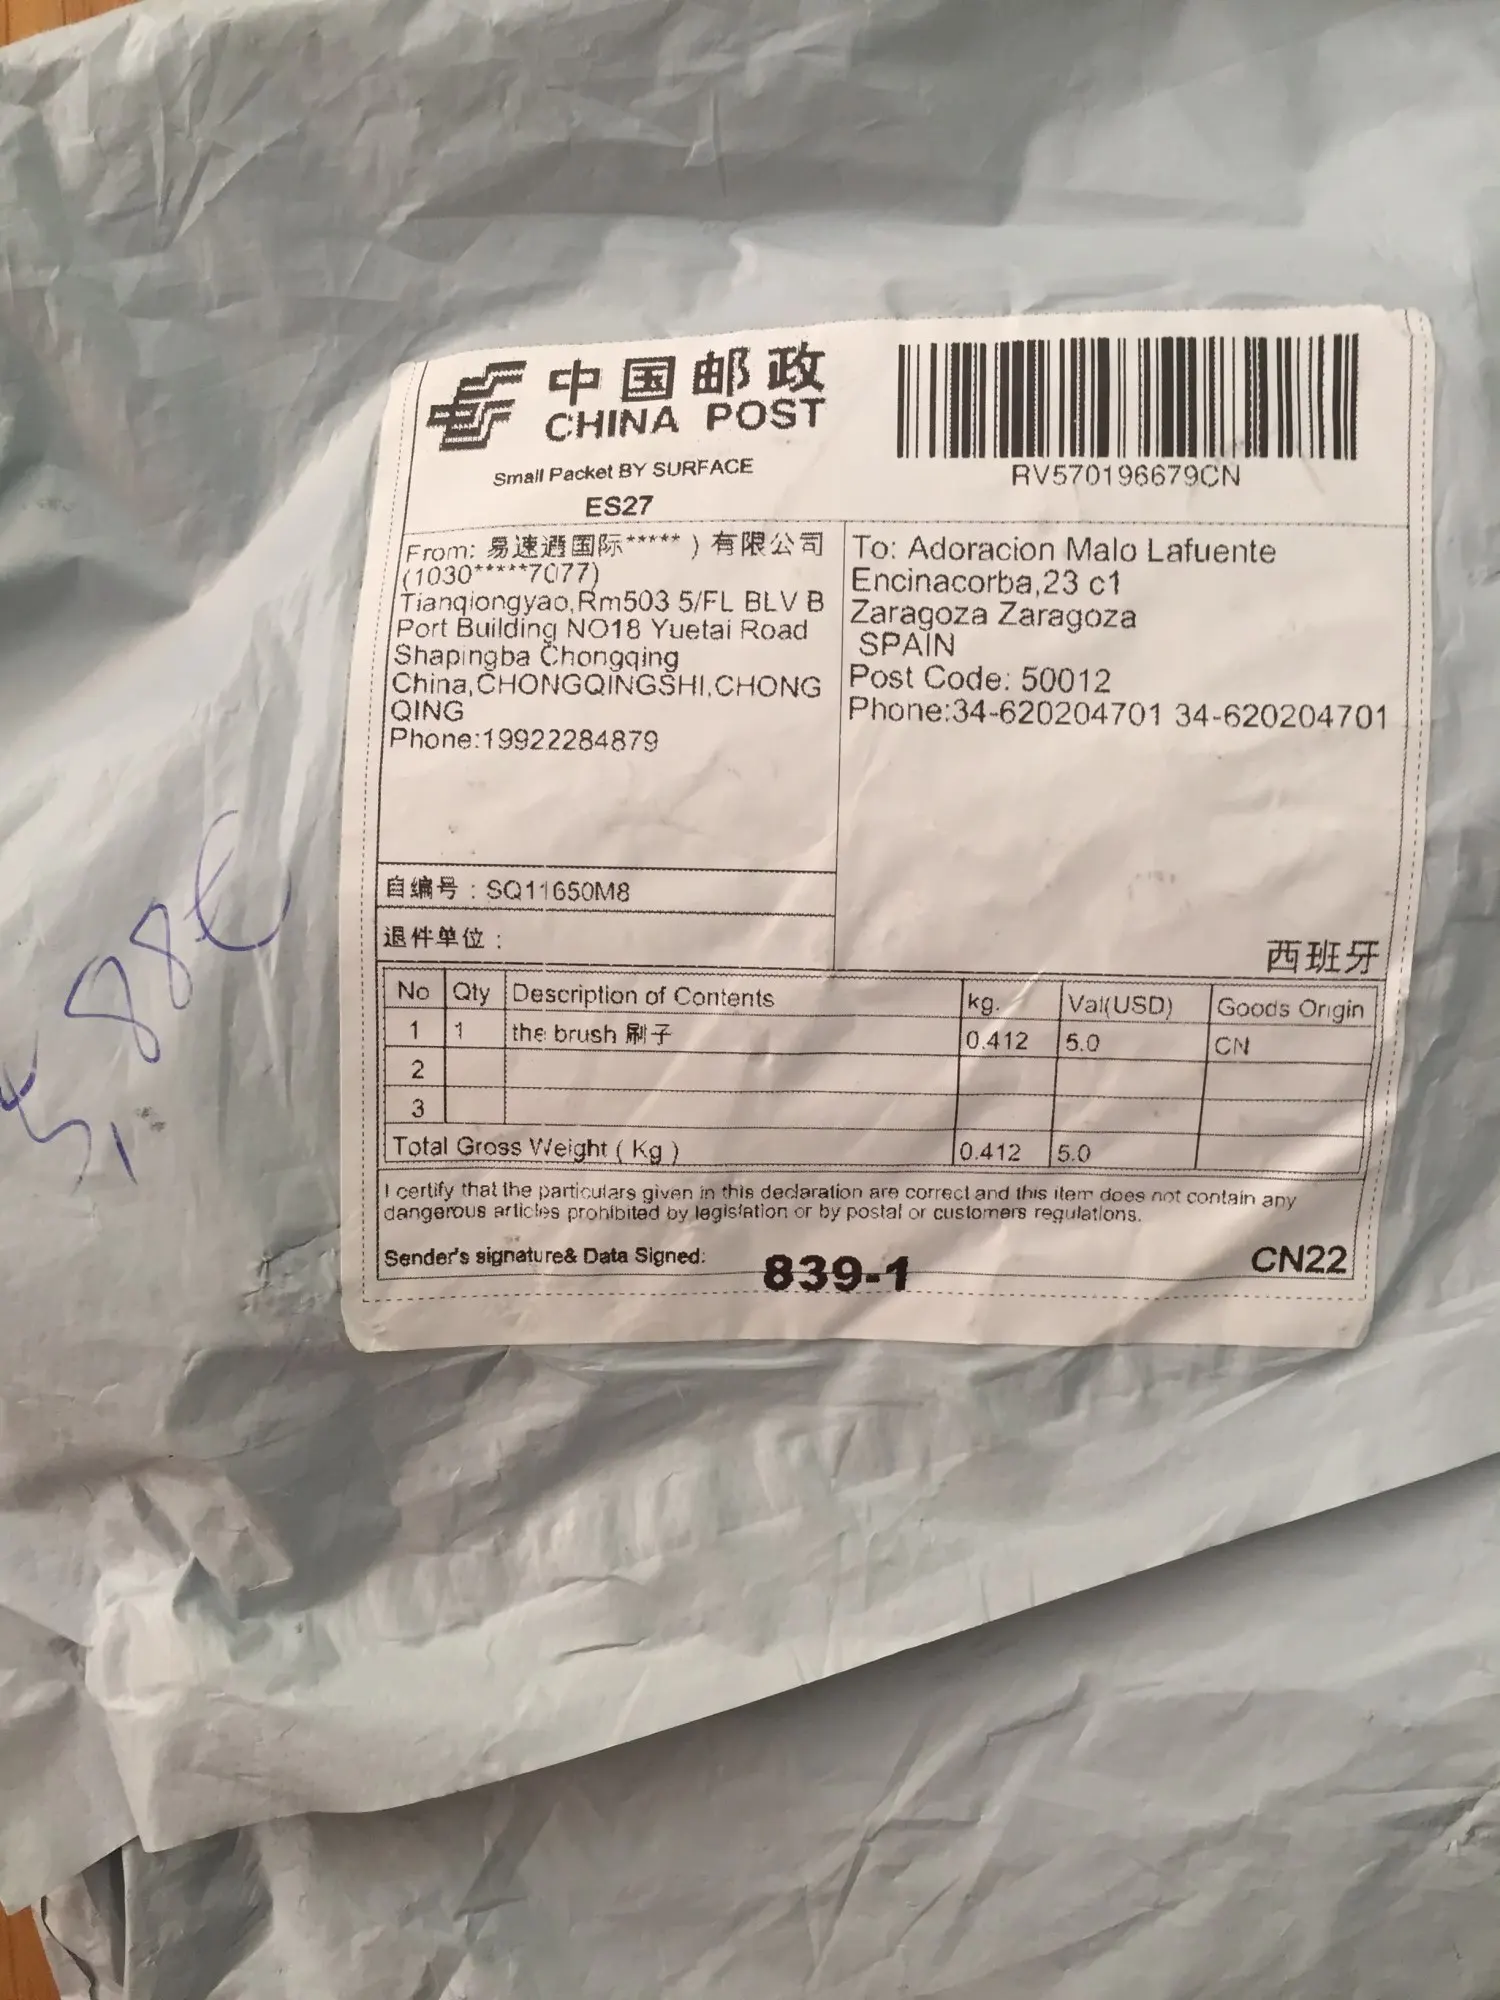 中国邮政
CHINA POST
Small Packet BY SURFACE
ES27
RV570196679CN
From: 易速通国际*****)有限公司
(1030*****7077)
Tianqiongyao,Rm503 5/FL BLV B
Port Building NO18 Yuetai Road
Shapingba Chongqing
China,CHONGQINGSHI,CHONG
QING
Phone:19922284879
To: Adoracion Malo Lafuente
Encinacorba,23 c1
Zaragoza Zaragoza
SPAIN
Post Code: 50012
Phone:34-620204701 34-620204701
自编号 : SQ11650M8
退件单位 :
西班牙
No Qty Description of Contents kg. Val(USD) Goods Origin
1 1 the brush 刷子 0.412 5.0 CN
2
3
Total Gross Weight ( Kg ) 0.412 5.0
I certify that the particulars given in this declaration are correct and this item does not contain any
dangerous articles prohibited by legislation or by postal or customers regulations.
Sender's signature& Data Signed:
839-1
CN22